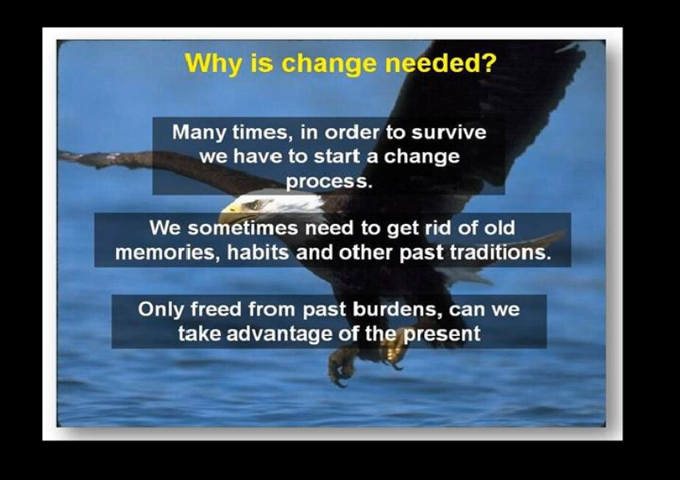 Why is change needed?
Many times, in order to survive
we have to start a change
process.
We sometimes need to get rid of old
memories, habits and other past traditions.
Only freed from past burdens, can we
take advantage of the present